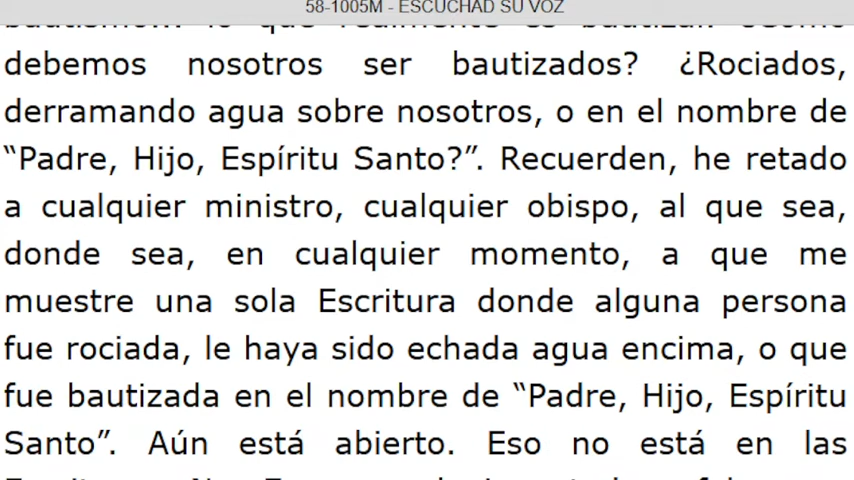 58-1005M - ESCUCHAD SU VOZ
debemos nosotros ser bautizados? ¿Rociados,
derramando agua sobre nosotros, o en el nombre de
“Padre, Hijo, Espíritu Santo?”. Recuerden, he retado
a cualquier ministro, cualquier obispo, al que sea,
donde sea, en cualquier momento, a que me
muestre una sola Escritura donde alguna persona
fue rociada, le haya sido echada agua encima, o que
fue bautizada en el nombre de “Padre, Hijo, Espíritu
Santo”. Aún está abierto. Eso no está en las